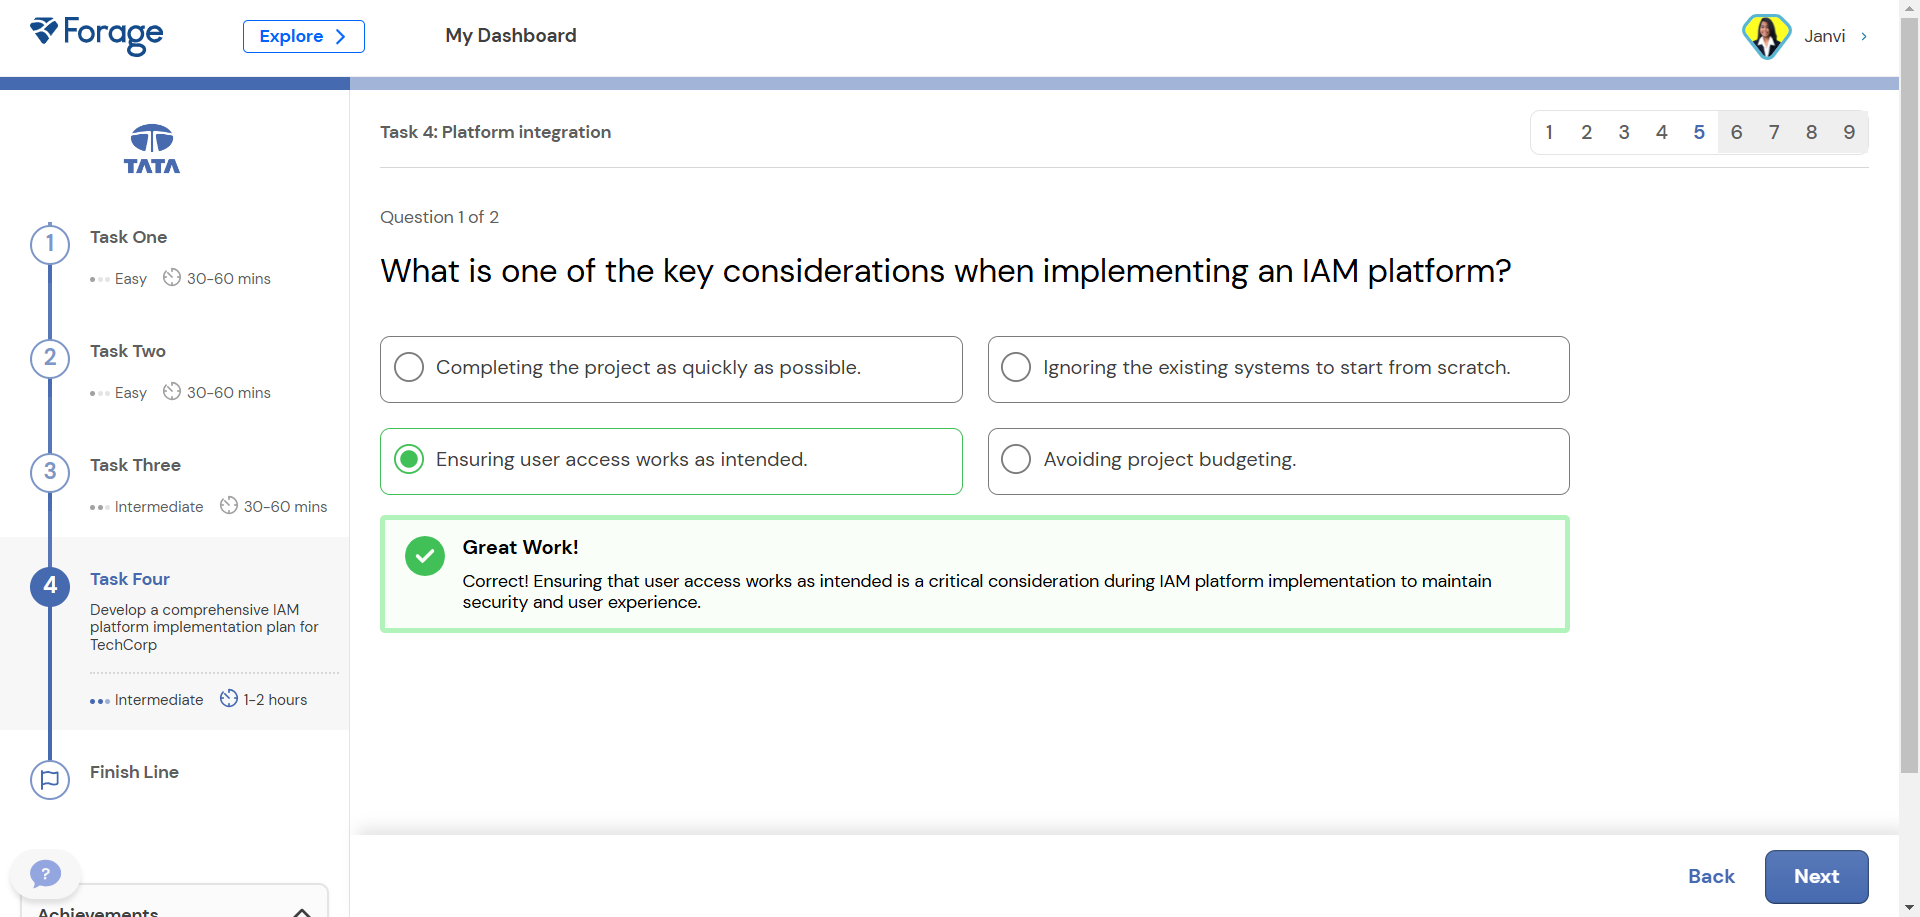 Forage
Explore
My Dashboard
Janvi
TATA
Task 4: Platform integration
1 2 3 4 5 6 7 8 9
1
Task One
Easy 30-60 mins
2
Task Two
Easy 30-60 mins
3
Task Three
Intermediate 30-60 mins
4
Task Four
Develop a comprehensive IAM
platform implementation plan for
TechCorp
Intermediate 1-2 hours
Finish Line
?
Achievements
Question 1 of 2
What is one of the key considerations when implementing an IAM platform?
Completing the project as quickly as possible.
Ignoring the existing systems to start from scratch.
Ensuring user access works as intended.
Avoiding project budgeting.
Great Work!
Correct! Ensuring that user access works as intended is a critical consideration during IAM platform implementation to maintain
security and user experience.
Back
Next